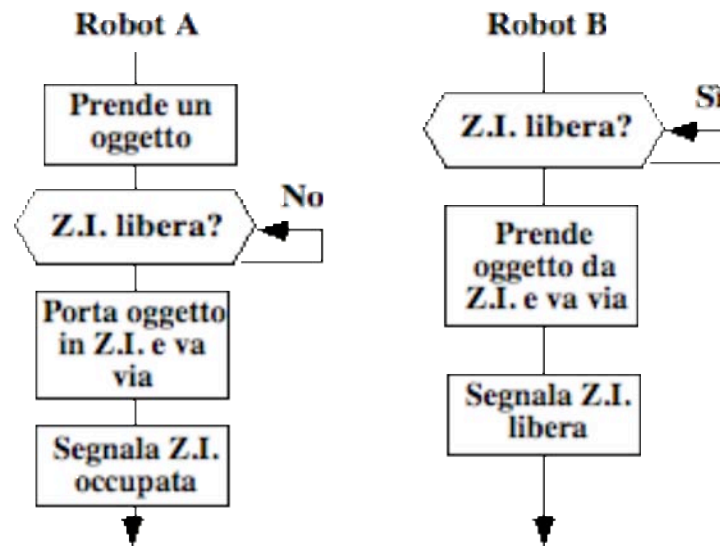 Robot A
Prende un
oggetto
Z.I. libera?
No
Porta oggetto
in Z.I. e va
via
Segnala Z.I.
occupata
Robot B
Z.I. libera?
Sì
Prende
oggetto da
Z.I. e va via
Segnala Z.I.
libera